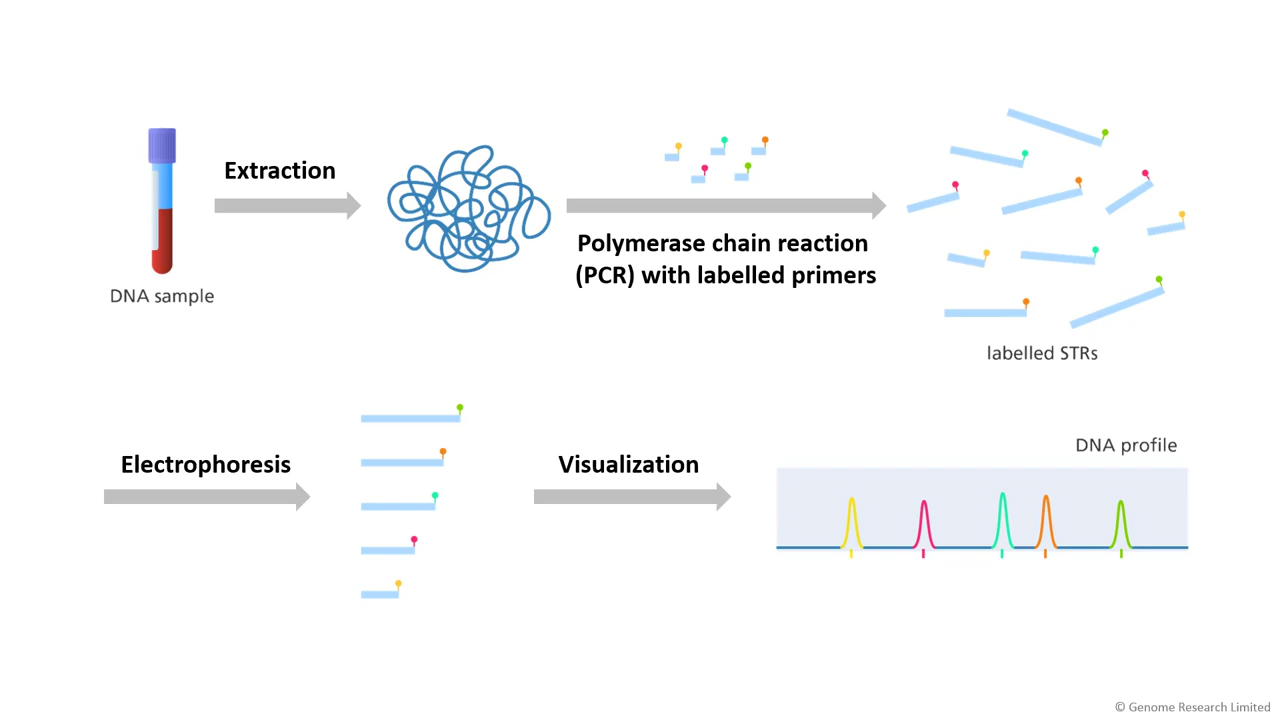 Extraction
DNA sample
Polymerase chain reaction
(PCR) with labelled primers
labelled STRs
Electrophoresis
Visualization
DNA profile
© Genome Research Limited